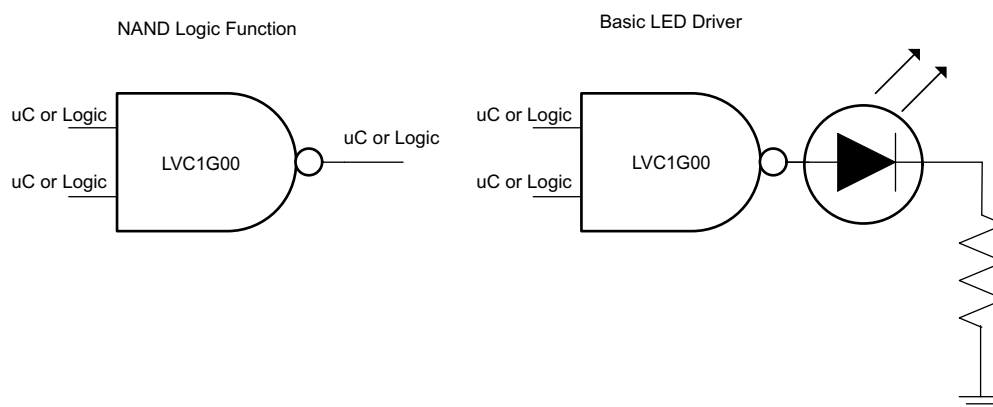 NAND Logic Function
uC or Logic
uC or Logic
LVC1G00
uC or Logic
Basic LED Driver
uC or Logic
uC or Logic
LVC1G00